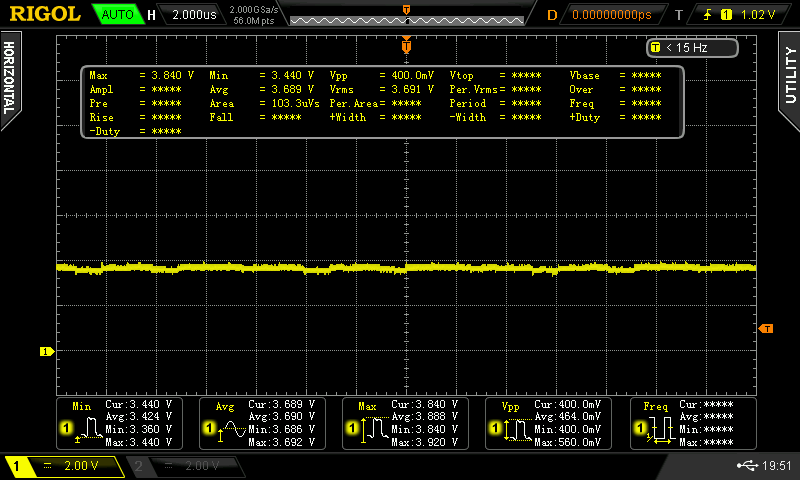 RIGOL AUTO H 2.000us 2.000GSa/s 56.0M pts T D 0.00000000ps T 1 1.02 V
HORIZONTAL
UTILITY
T
T < 15 Hz
Max = 3.840 V Min = 3.440 V Vpp = 400.0mV Vtop = ***** Vbase = *****
Ampl = ***** Avg = 3.689 V Vrms = 3.691 V Per.Vrms= ***** Over = *****
Pre = ***** Area = 103.3uVs Per.Area= ***** Period = ***** Freq = *****
Rise = ***** Fall = ***** +Width = ***** -Width = ***** +Duty = *****
-Duty = *****
T
1
Min Cur:3.440 V
Avg:3.424 V
1 Min:3.360 V
Max:3.440 V
Avg Cur:3.689 V
Avg:3.690 V
1 Min:3.686 V
Max:3.692 V
Max Cur:3.840 V
Avg:3.888 V
1 Min:3.840 V
Max:3.920 V
Vpp Cur:400.0mV
Avg:464.0mV
1 Min:400.0mV
Max:560.0mV
Freq Cur:*****
Avg:*****
1 Min:*****
Max:*****
1 2.00 V 2 2.00 V 19:51